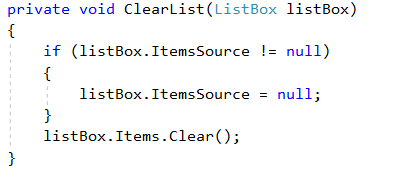 private void ClearList(ListBox listBox)
{
    if (listBox.ItemsSource != null)
    {
        listBox.ItemsSource = null;
    }
    listBox.Items.Clear();
}